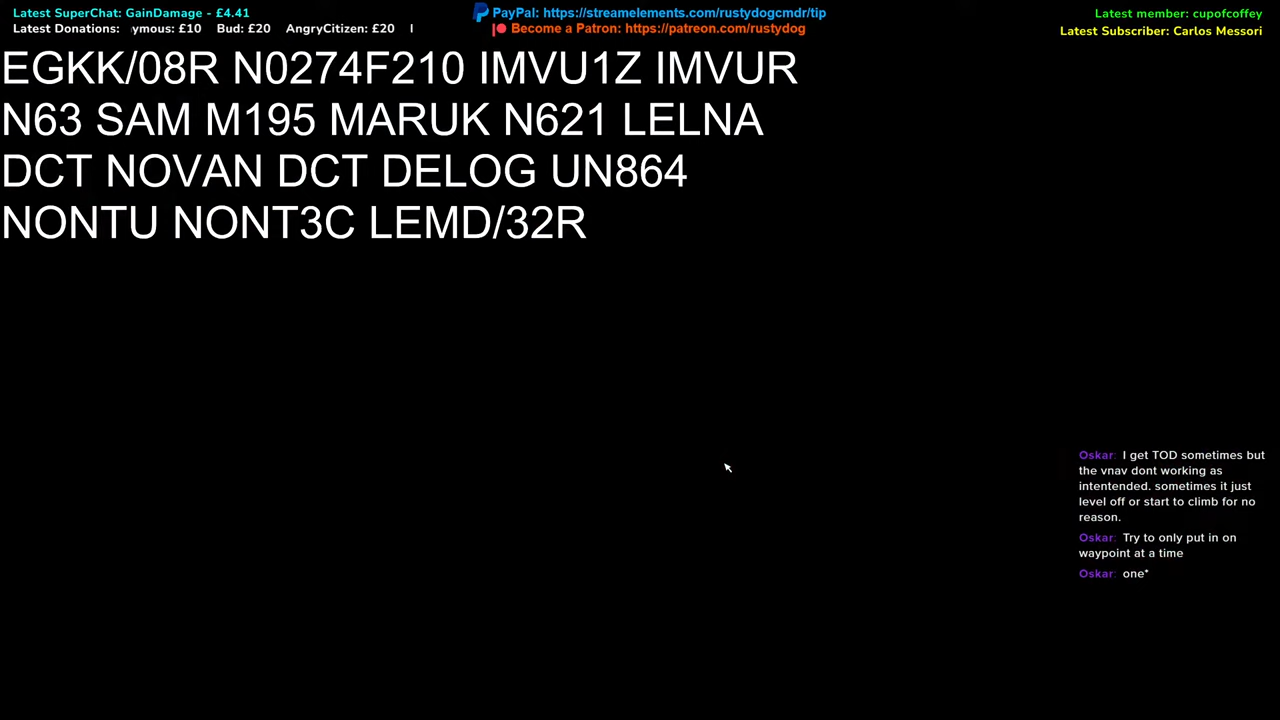 Latest SuperChat: GainDamage - £4.41
Latest Donations: ymous: £10 Bud: £20 AngryCitizen: £20
PayPal: https://streamelements.com/rustydogcmdr/tip
Become a Patron: https://patreon.com/rustydog
Latest member: cupofcoffey
Latest Subscriber: Carlos Messori
EGKK/08R N0274F210 IMVU1Z IMVUR
N63 SAM M195 MARUK N621 LELNA
DCT NOVAN DCT DELOG UN864
NONTU NONT3C LEMD/32R
Oskar: I get TOD sometimes but
the vnav dont working as
intentended. sometimes it just
level off or start to climb for no
reason.
Oskar: Try to only put in on
waypoint at a time
Oskar: one*